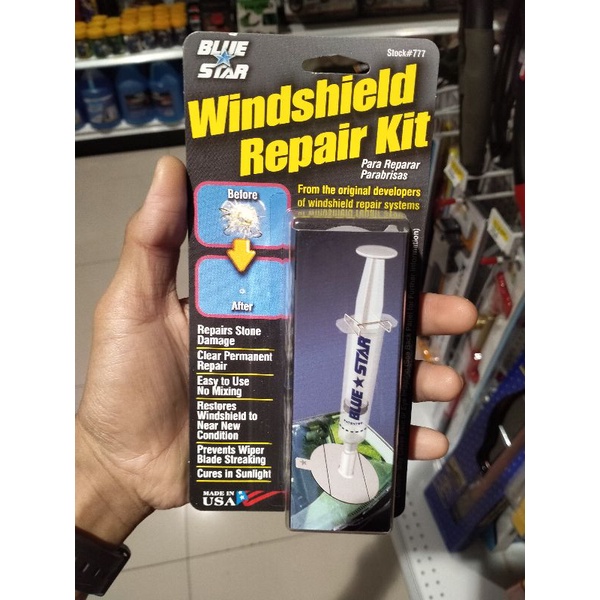 BLUE
STAR
Stock#777
Windshield
Repair Kit
Para Reparar
Parabrisas
From the original developers
of windshield repair systems
Before
After
Repairs Stone
Damage
Clear Permanent
Repair
Easy to Use
No Mixing
Restores
Windshield to
Near New
Condition
Prevents Wiper
Blade Streaking
Cures in Sunlight
MADE IN
USA
BLUE★STAR
PATENTED